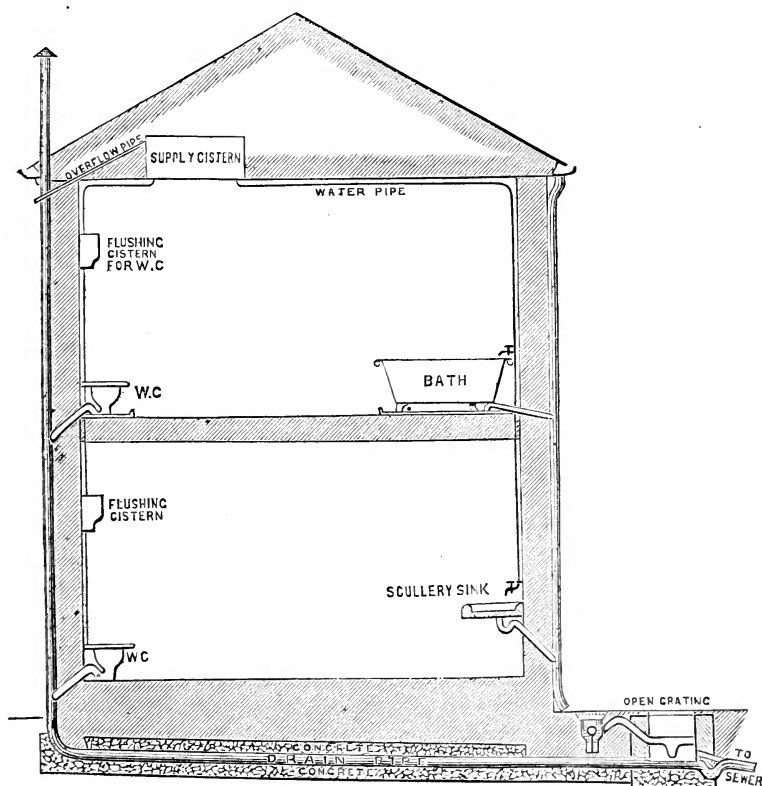 OVERFLOW PIPE
SUPPLY CISTERN
WATER PIPE
FLUSHING
CISTERN
FOR W.C
W.C
BATH
FLUSHING
CISTERN
SCULLERY SINK
WC
OPEN GRATING
CONCRETE
DRAIN PIPE
CONCRETE
TO
SEWER